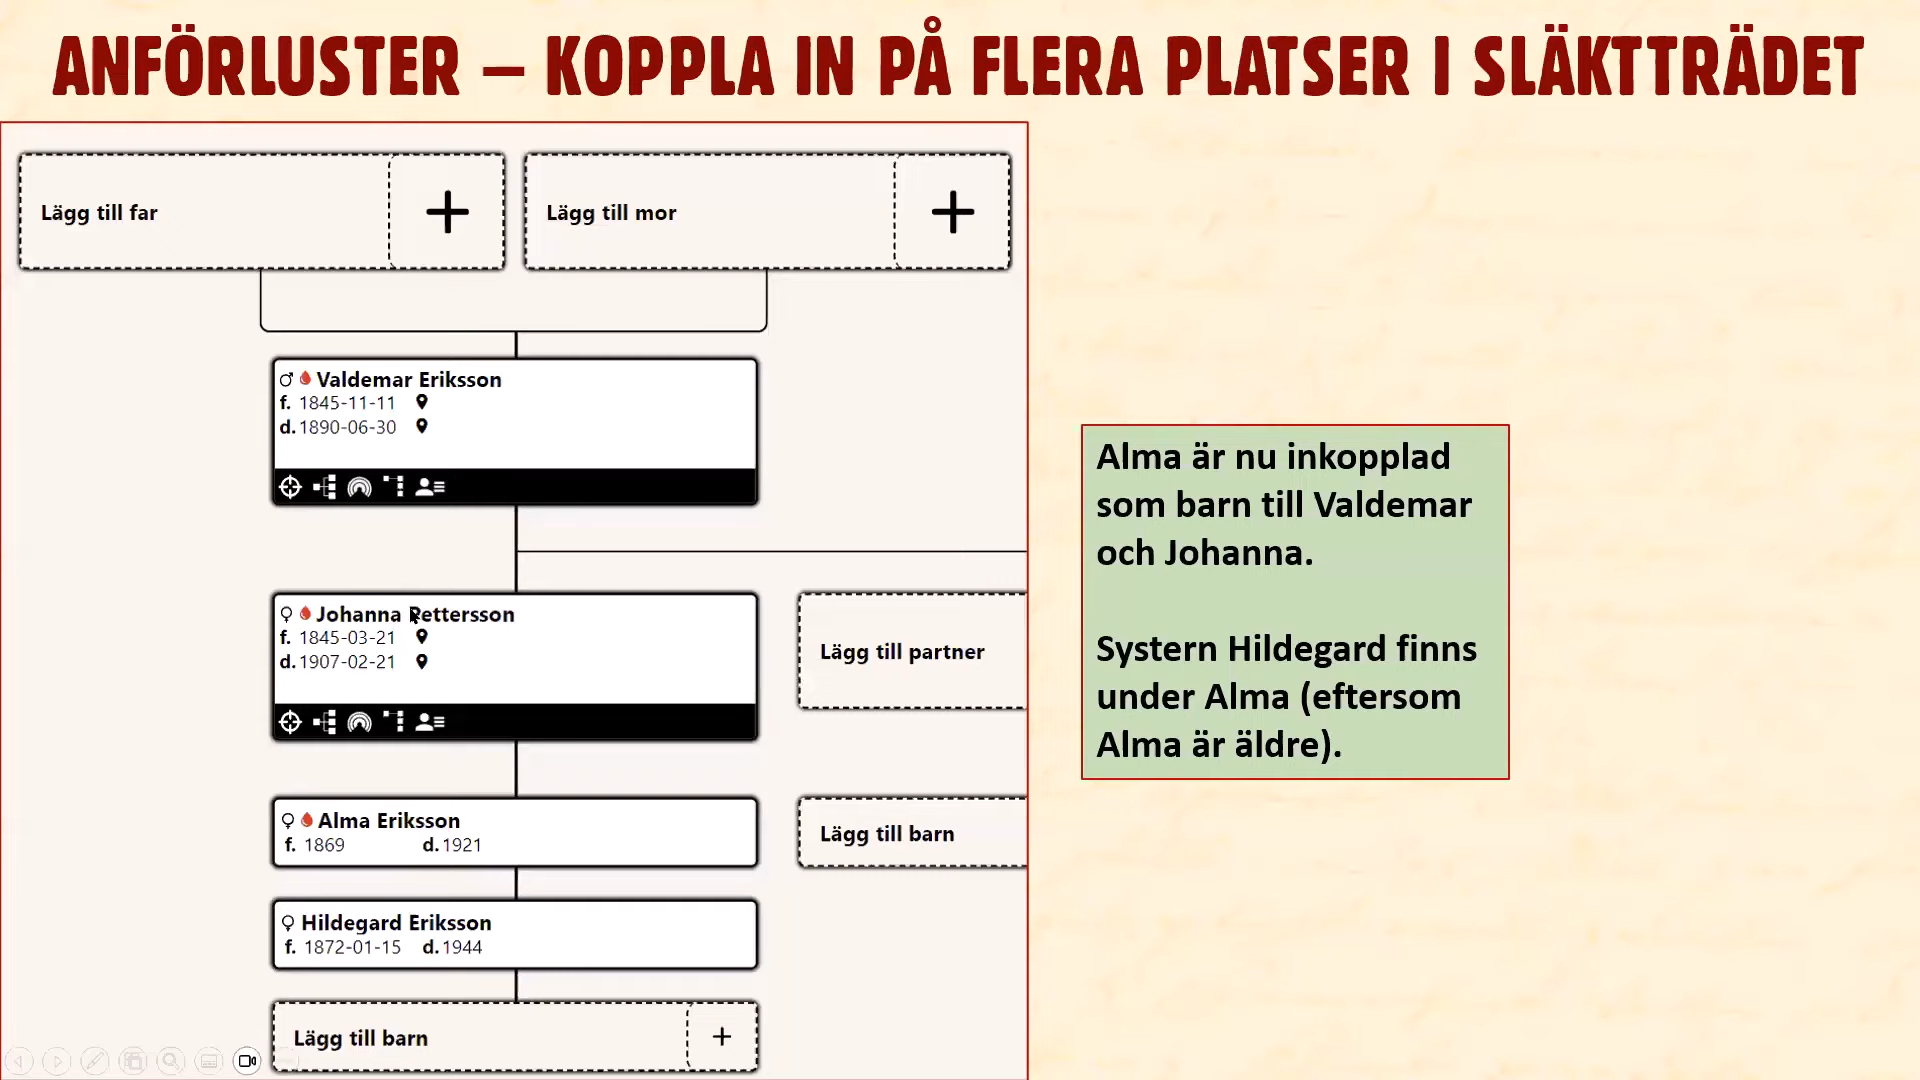 ANFÖRLUSTER – KOPPLA IN PÅ FLERA PLATSER I SLÄKTTRÄDET
Lägg till far
Lägg till mor
Valdemar Eriksson
f. 1845-11-11
d. 1890-06-30
Johanna Pettersson
f. 1845-03-21
d. 1907-02-21
Lägg till partner
Alma Eriksson
f. 1869 d. 1921
Lägg till barn
Hildegard Eriksson
f. 1872-01-15 d. 1944
Lägg till barn
Alma är nu inkopplad
som barn till Valdemar
och Johanna.
Systern Hildegard finns
under Alma (eftersom
Alma är äldre).